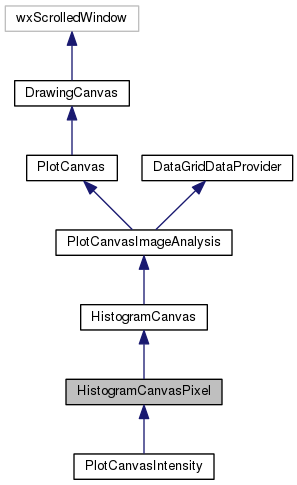 wxScrolledWindow
DrawingCanvas
PlotCanvas
DataGridDataProvider
PlotCanvasImageAnalysis
HistogramCanvas
HistogramCanvasPixel
PlotCanvasIntensity